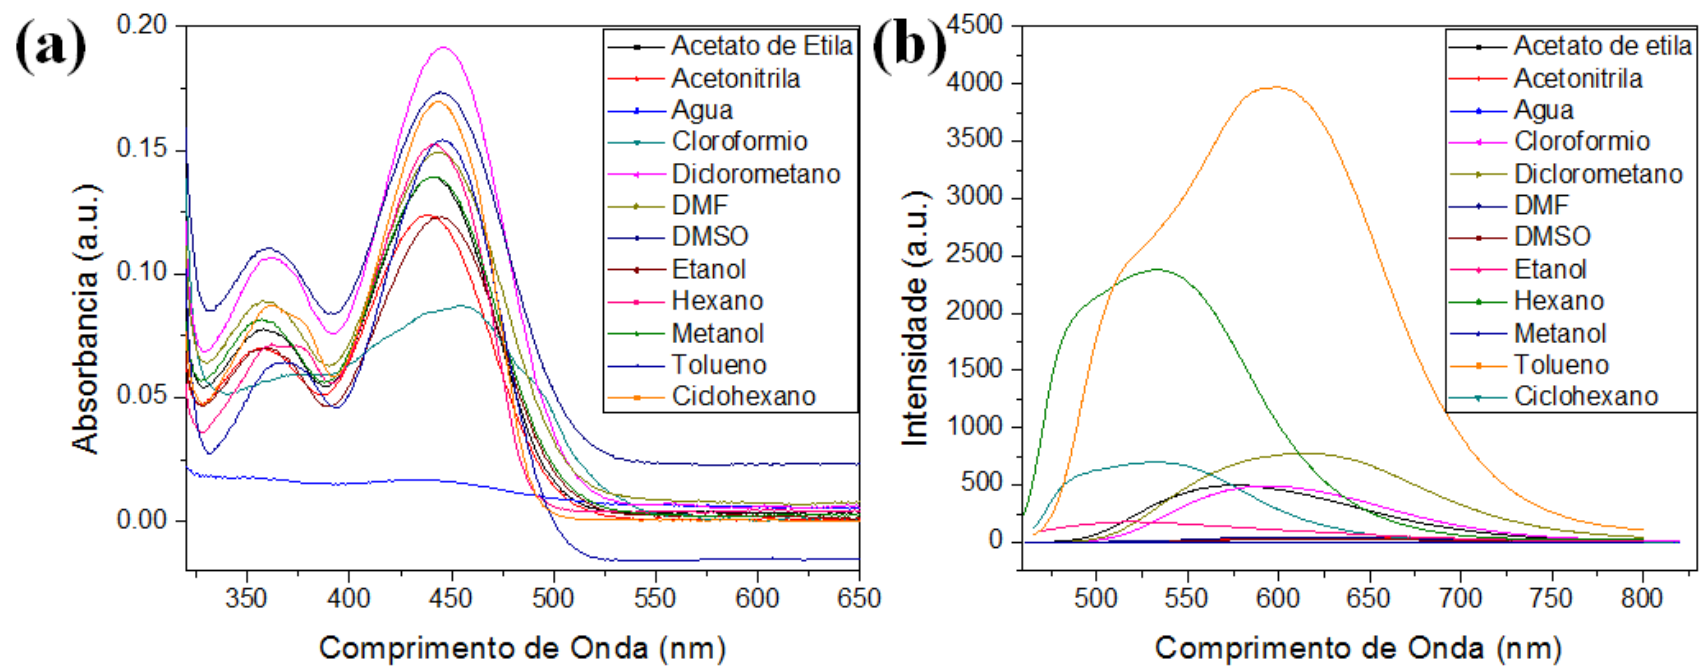 (a)
0.20
0.15
0.10
0.05
0.00
Absorbancia (a.u.)
350 400 450 500 550 600 650
Comprimento de Onda (nm)
Acetato de Etila
Acetonitrila
Agua
Cloroformio
Diclorometano
DMF
DMSO
Etanol
Hexano
Metanol
Tolueno
Ciclohexano
(b)
4500
4000
3500
3000
2500
2000
1500
1000
500
0
Intensidade (a.u.)
500 550 600 650 700 750 800
Comprimento de Onda (nm)
Acetato de etila
Acetonitrila
Agua
Cloroformio
Diclorometano
DMF
DMSO
Etanol
Hexano
Metanol
Tolueno
Ciclohexano